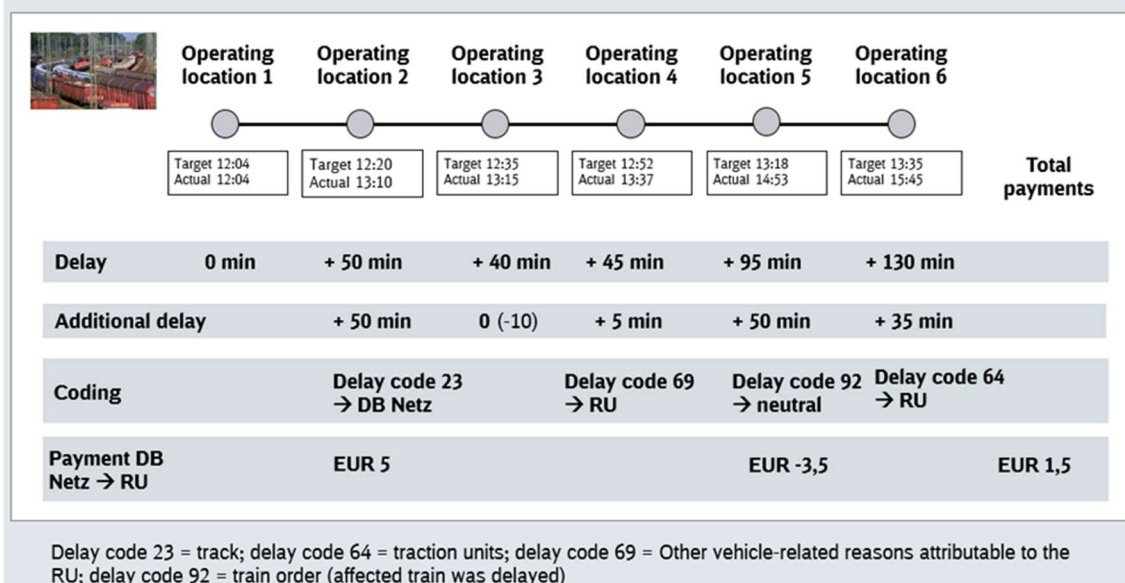 Operating location 1
Operating location 2
Operating location 3
Operating location 4
Operating location 5
Operating location 6
Target 12:04
Actual 12:04
Target 12:20
Actual 13:10
Target 12:35
Actual 13:15
Target 12:52
Actual 13:37
Target 13:18
Actual 14:53
Target 13:35
Actual 15:45
Total
payments
Delay 0 min + 50 min + 40 min + 45 min + 95 min + 130 min
Additional delay + 50 min 0 (-10) + 5 min + 50 min + 35 min
Coding
Delay code 23
→ DB Netz
Delay code 69
→ RU
Delay code 92
→ neutral
Delay code 64
→ RU
Payment DB
Netz → RU
EUR 5 EUR -3,5 EUR 1,5
Delay code 23 = track; delay code 64 = traction units; delay code 69 = Other vehicle-related reasons attributable to the
RU; delay code 92 = train order (affected train was delayed)